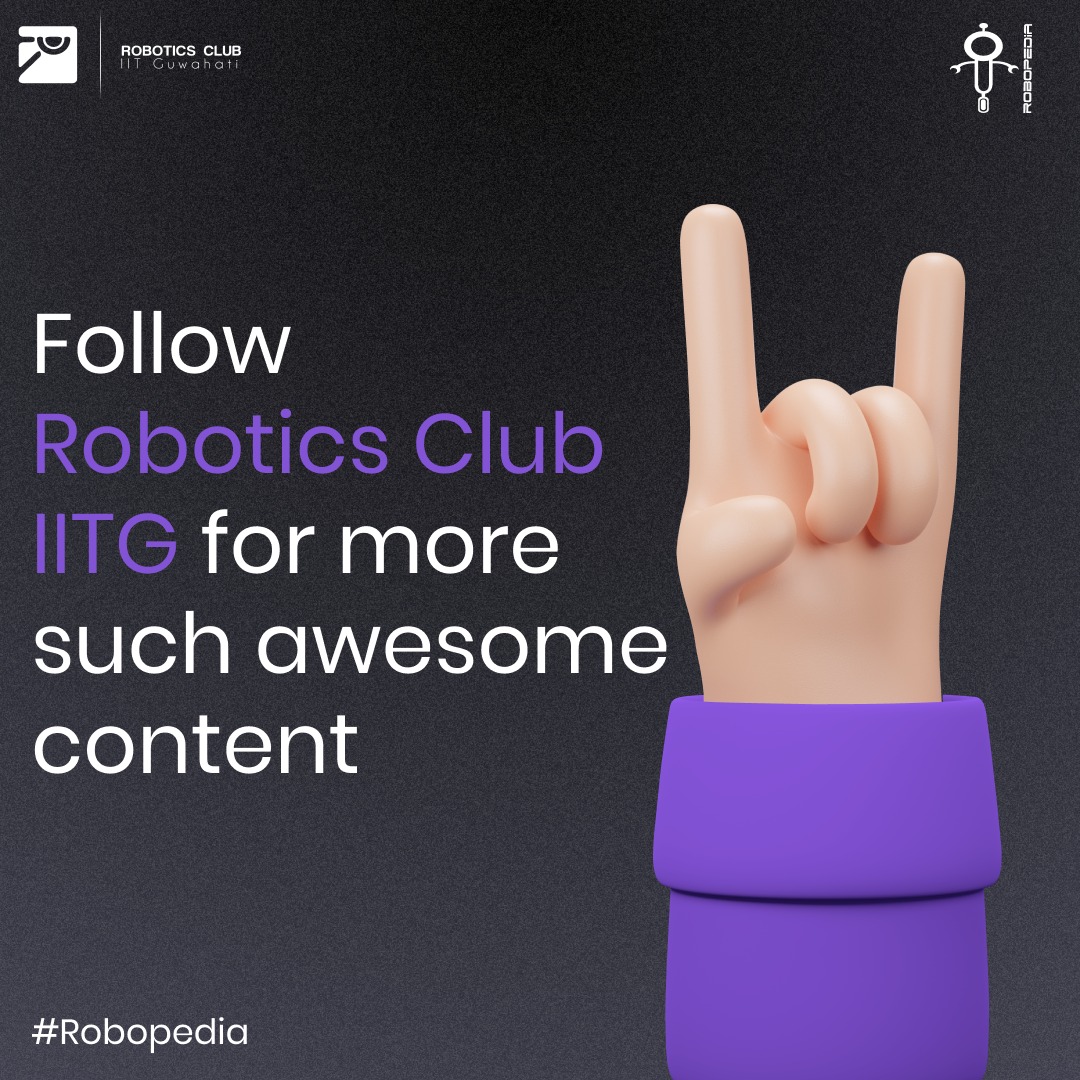 ROBOTICS CLUB
IIT Guwahati
ROBOPEDIA
Follow
Robotics Club
IITG for more
such awesome
content
#Robopedia